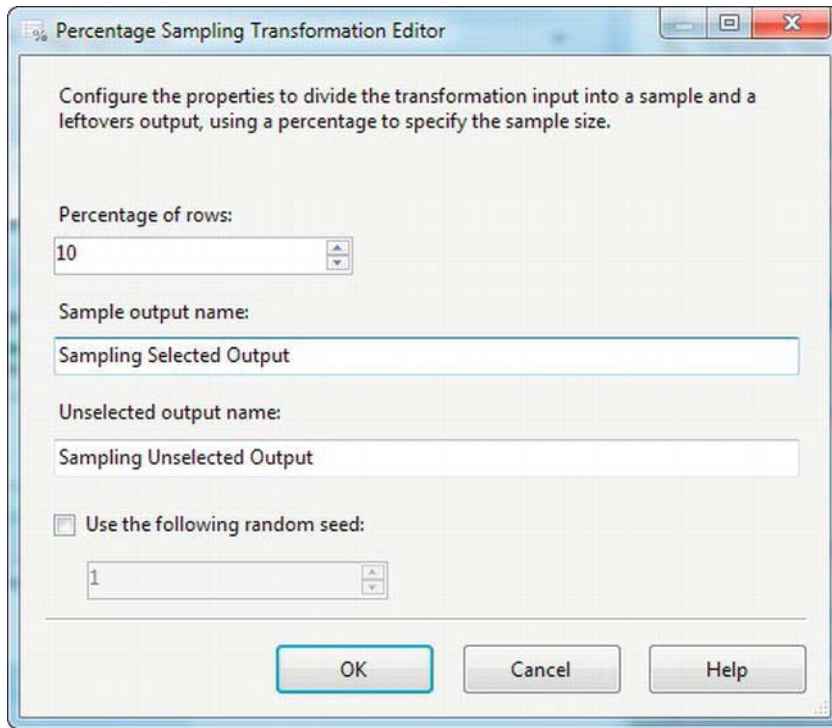 Percentage Sampling Transformation Editor
Configure the properties to divide the transformation input into a sample and a
leftovers output, using a percentage to specify the sample size.
Percentage of rows:
10
Sample output name:
Sampling Selected Output
Unselected output name:
Sampling Unselected Output
Use the following random seed:
1
OK Cancel Help